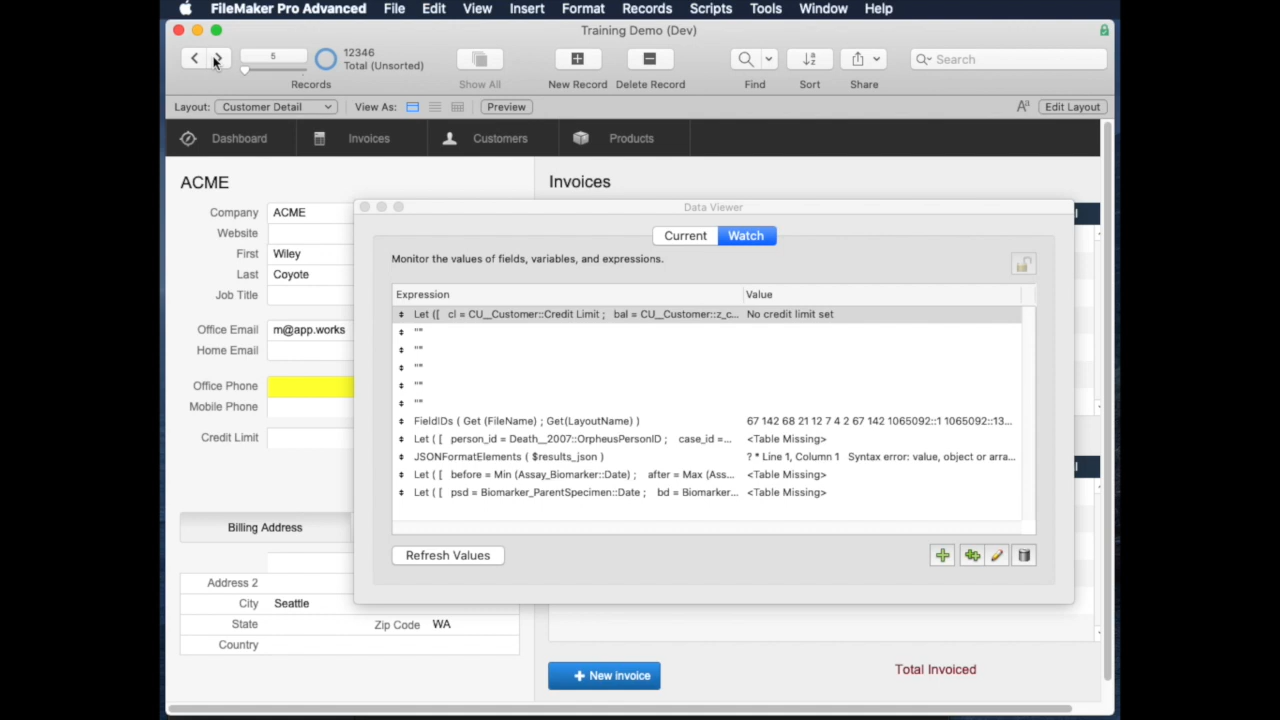 FileMaker Pro Advanced File Edit View Insert Format Records Scripts Tools Window Help
Training Demo (Dev)
5
12346
Total (Unsorted)
Search
Records
Show All
New Record
Delete Record
Find
Sort
Share
Layout: Customer Detail View As: Preview Aa Edit Layout
Dashboard Invoices Customers Products
ACME
Invoices
Company ACME
Website
First Wiley
Last Coyote
Job Title
Office Email m@app.works
Home Email
Office Phone
Mobile Phone
Credit Limit
Data Viewer
Current Watch
Monitor the values of fields, variables, and expressions.
Expression Value
Let ([ cl = CU__Customer::Credit Limit ; bal = CU__Customer::z_c... No credit limit set
""
""
""
""
""
FieldIDs ( Get (FileName) ; Get(LayoutName) ) 67 142 68 21 12 7 4 2 67 142 1065092::1 1065092::13...
Let ( [ person_id = Death__2007::OrpheusPersonID ; case_id =... <Table Missing>
JSONFormatElements ( $results_json ) ? * Line 1, Column 1 Syntax error: value, object or arra...
Let ( [ before = Min (Assay_Biomarker::Date) ; after = Max (Ass... <Table Missing>
Let ( [ psd = Biomarker_ParentSpecimen::Date ; bd = Biomarker... <Table Missing>
Refresh Values
Billing Address
Address 2
City Seattle
State Zip Code WA
Country
New invoice
Total Invoiced